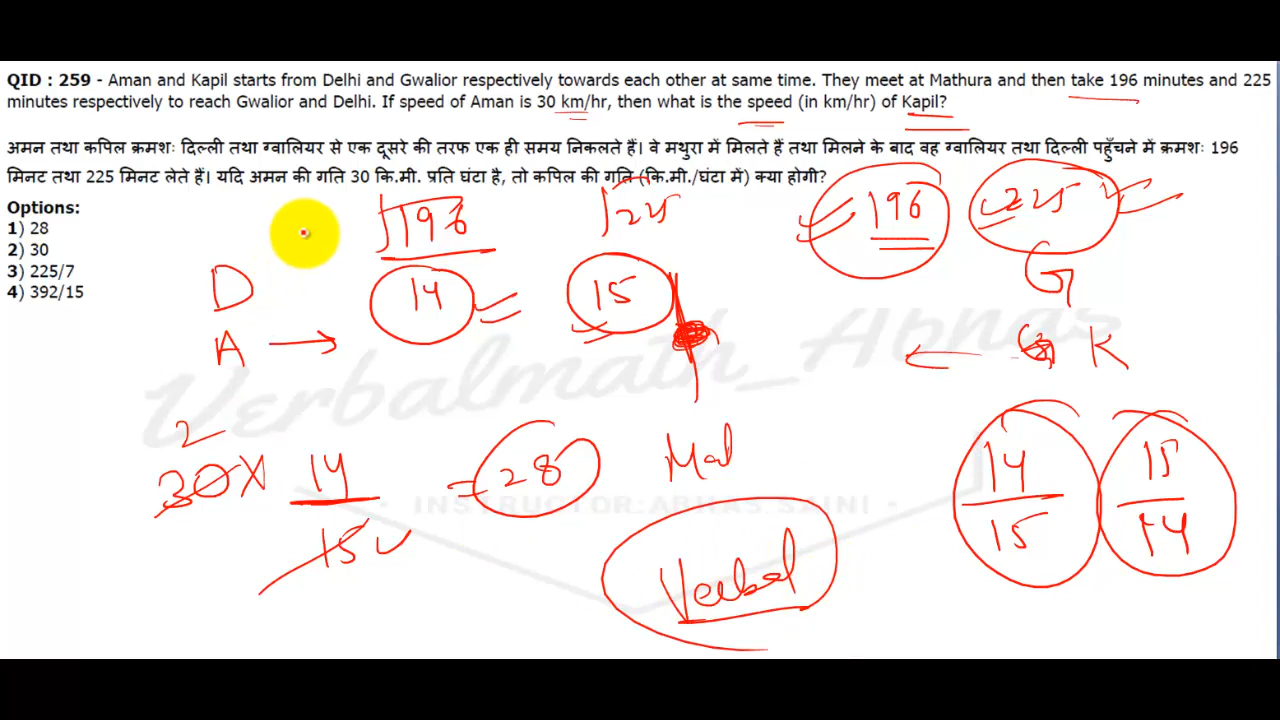 QID : 259 - Aman and Kapil starts from Delhi and Gwalior respectively towards each other at same time. They meet at Mathura and then take 196 minutes and 225
minutes respectively to reach Gwalior and Delhi. If speed of Aman is 30 km/hr, then what is the speed (in km/hr) of Kapil?
अमन तथा कपिल क्रमशः दिल्ली तथा ग्वालियर से एक दूसरे की तरफ एक ही समय निकलते हैं। वे मथुरा में मिलते हैं तथा मिलने के बाद वह ग्वालियर तथा दिल्ली पहुँचने में क्रमशः 196
मिनट तथा 225 मिनट लेते हैं। यदि अमन की गति 30 कि.मी. प्रति घंटा है, तो कपिल की गति (कि.मी./घंटा में) क्या होगी?
Options:
1) 28
2) 30
3) 225/7
4) 392/15
√196 √225 196 225
D 14 15 G
A → ← K
Verbalmath_Abhas
2
30 × 14/15 = 28
14/15 15/14
- INSTRUCTOR:ABHAS SAINI -
Verbal